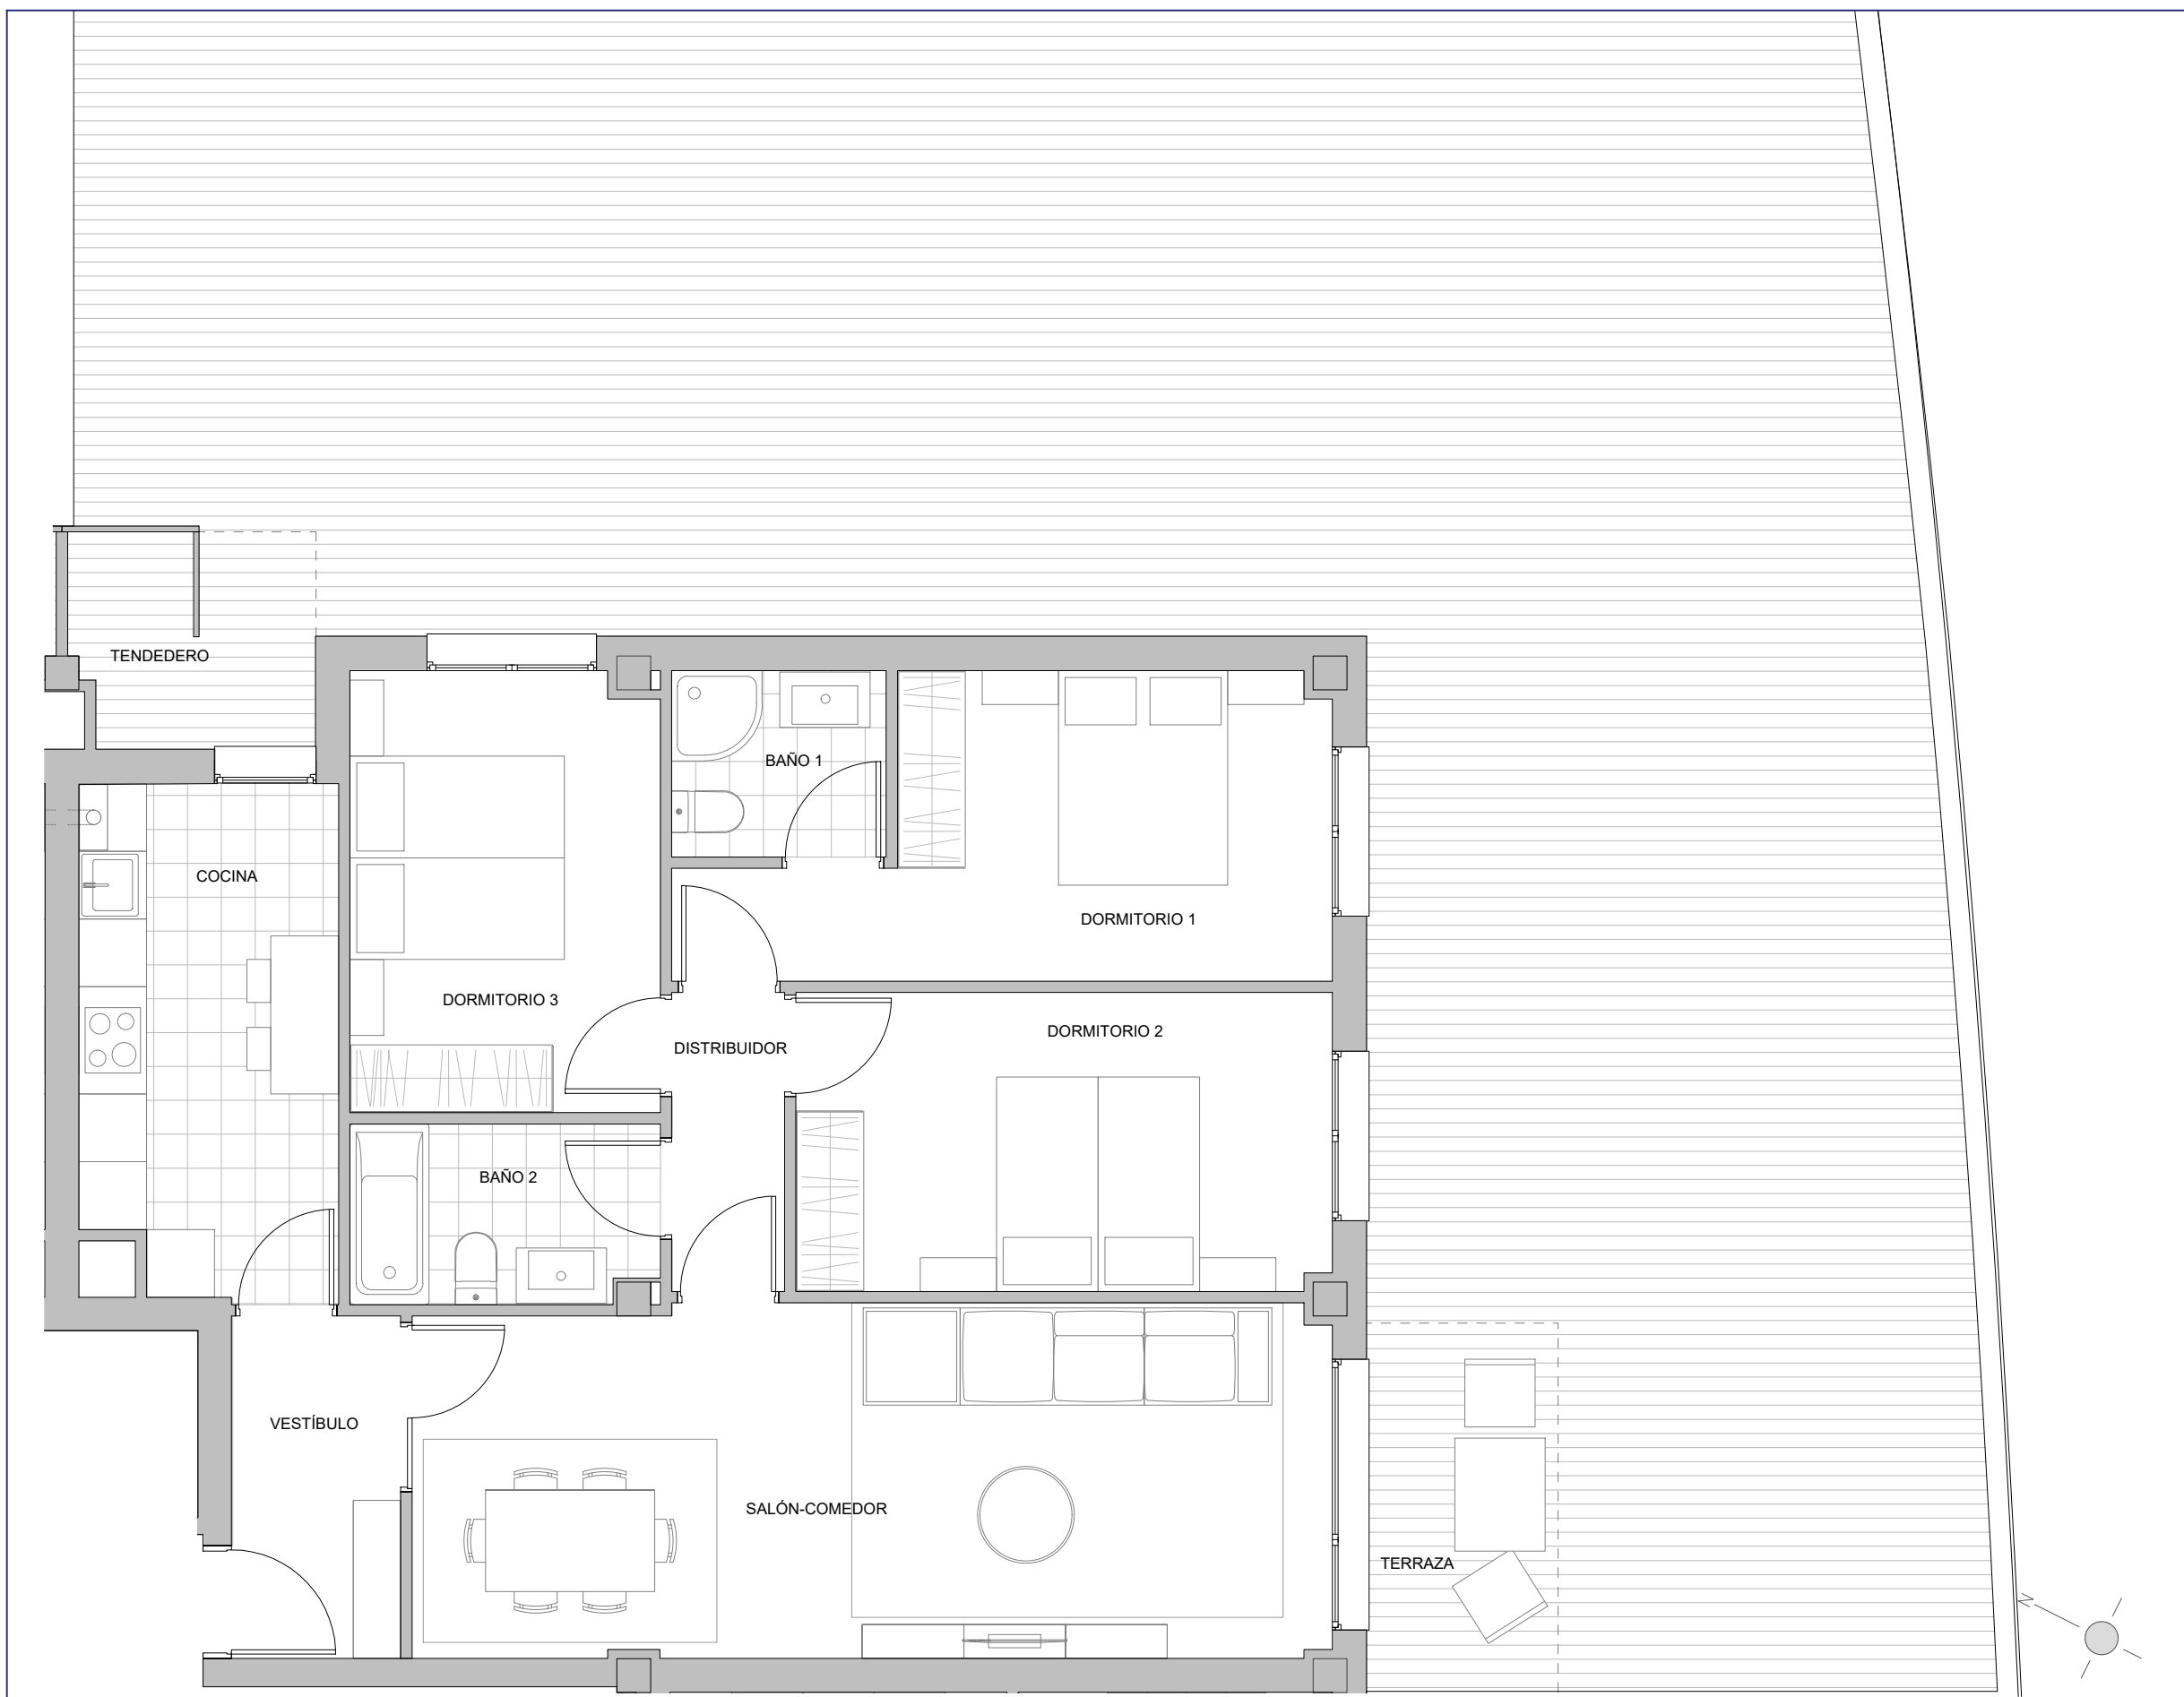 TENDEDERO
BAÑO 1
COCINA
DORMITORIO 1
DORMITORIO 3
DORMITORIO 2
DISTRIBUIDOR
BAÑO 2
VESTÍBULO
SALÓN-COMEDOR
TERRAZA
N